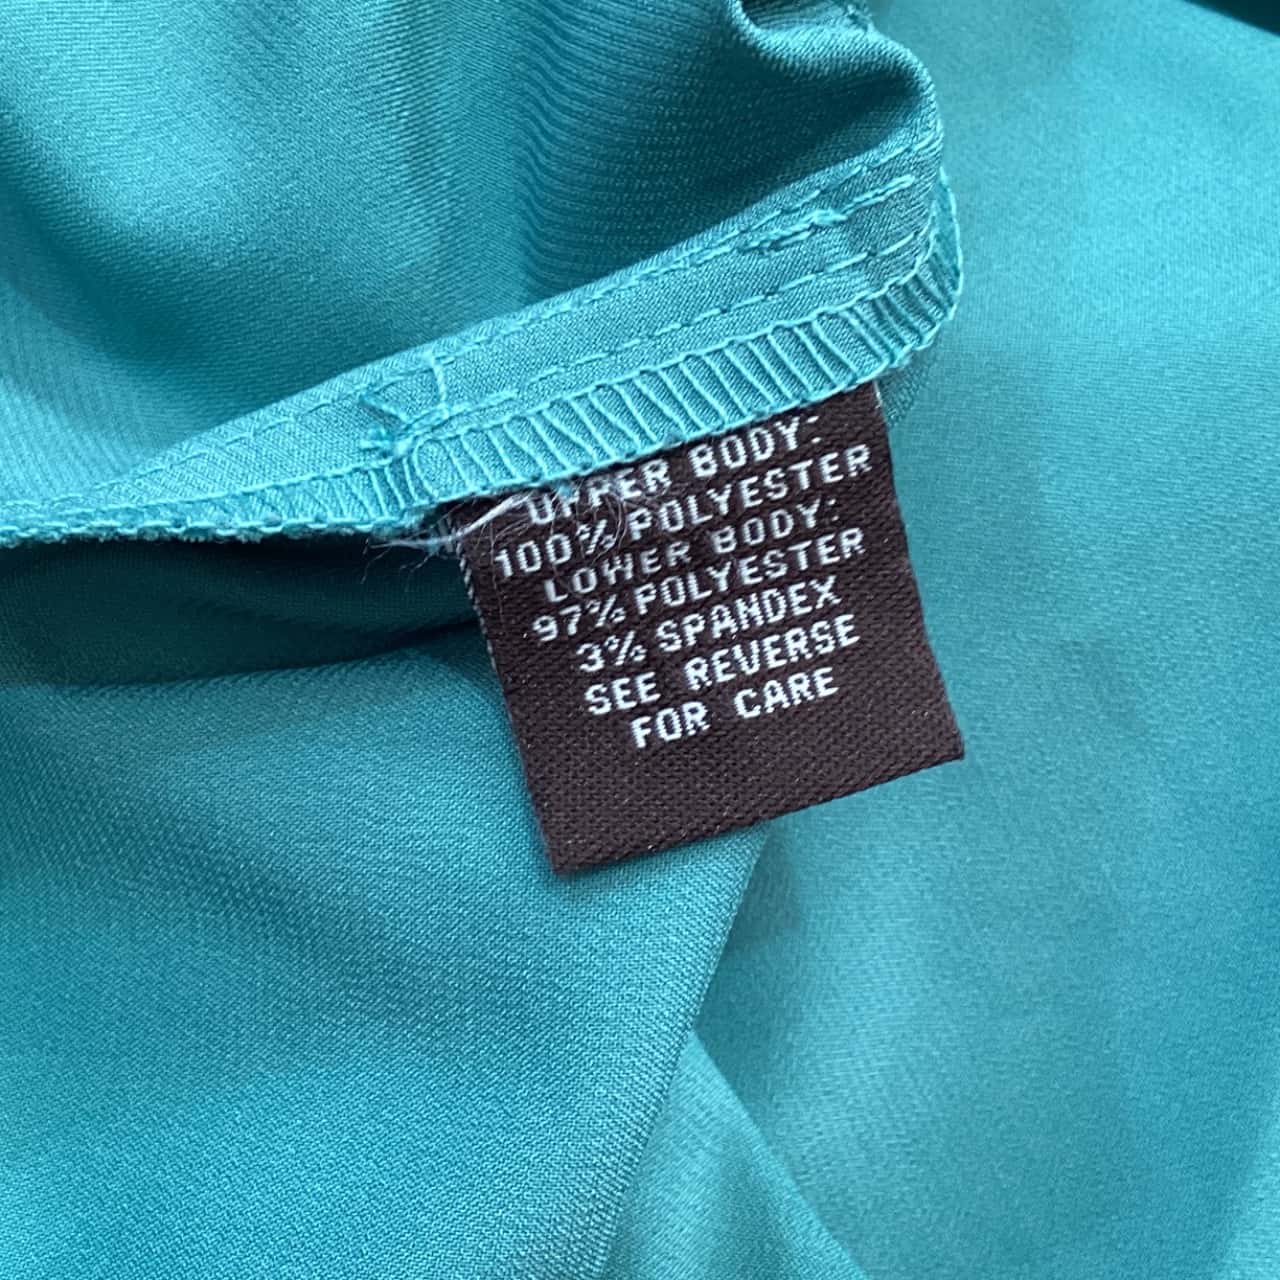 UPPER BODY:
100% POLYESTER
LOWER BODY:
97% POLYESTER
3% SPANDEX
SEE REVERSE
FOR CARE